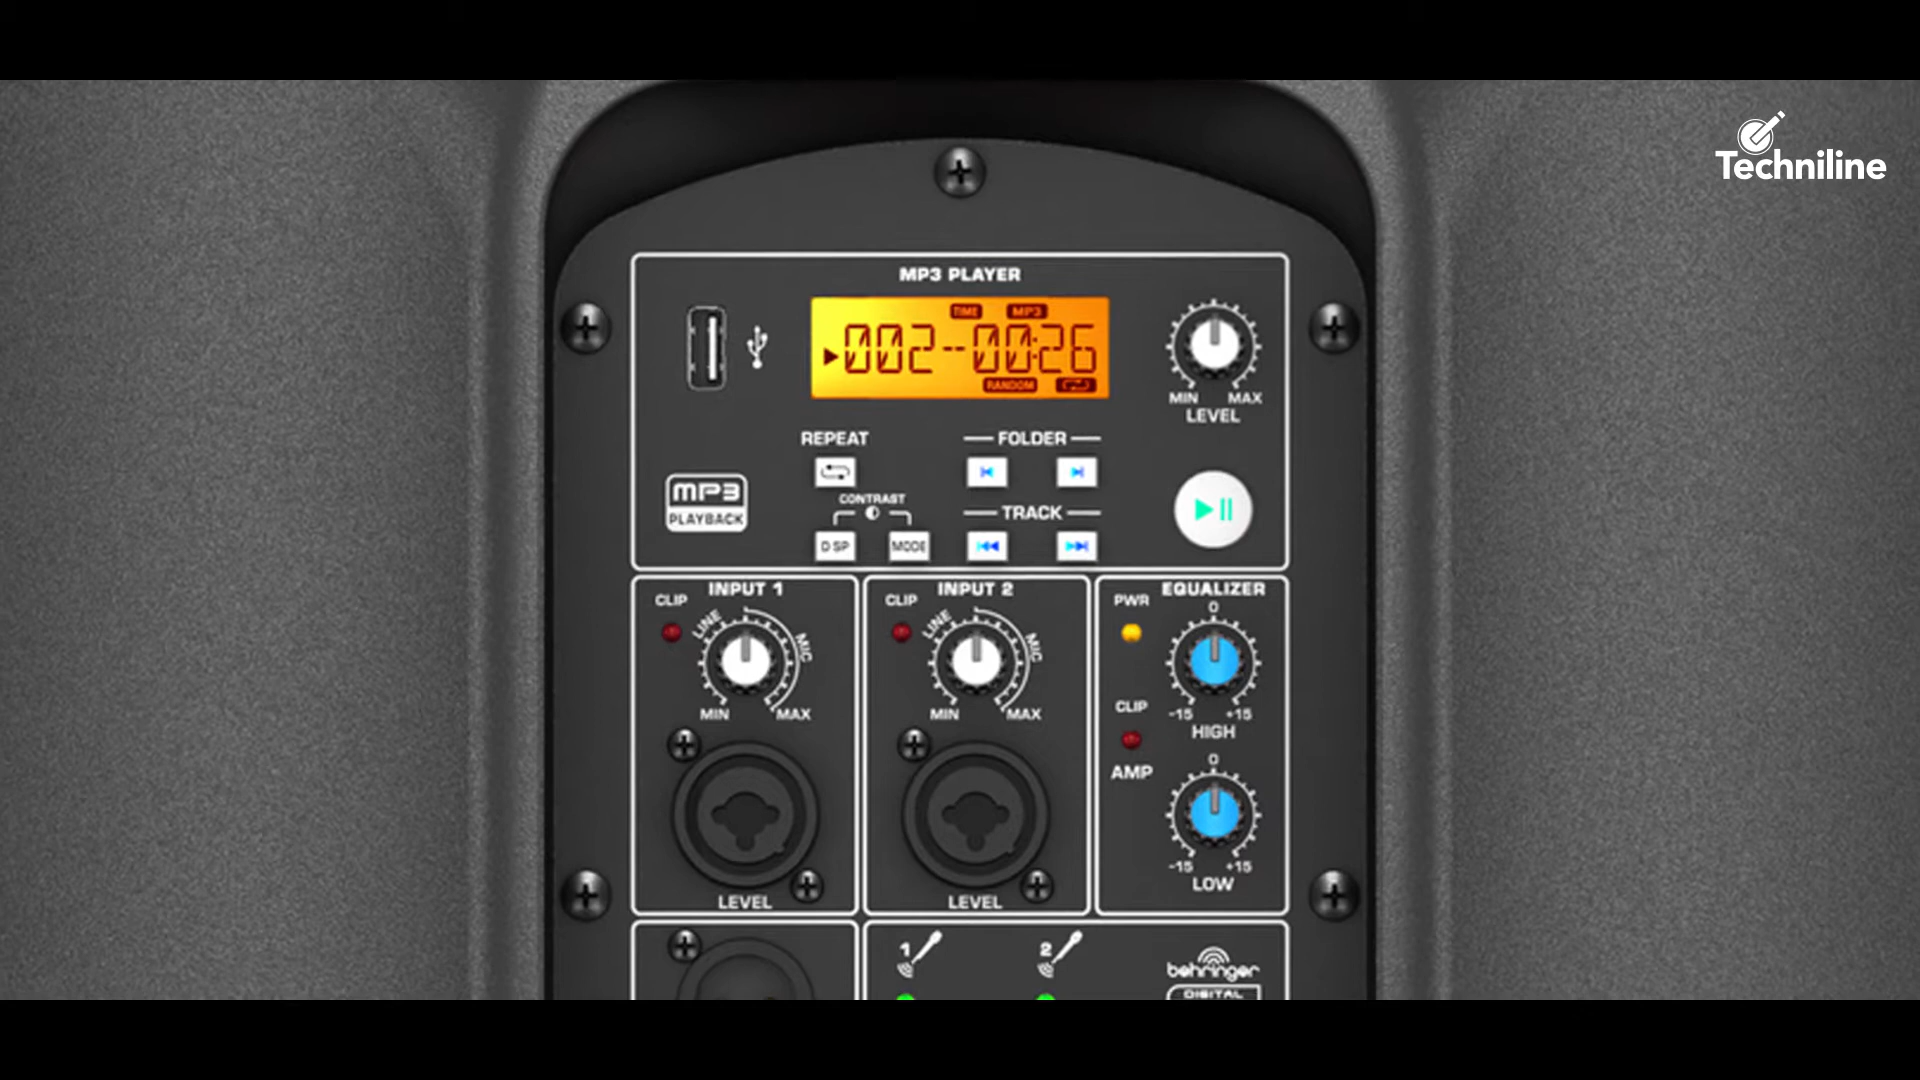 Techniline
MP3 PLAYER
TIME MP3
002--00:26
RANDOM
MIN MAX
LEVEL
REPEAT
FOLDER
MP3
PLAYBACK
CONTRAST
TRACK
DISP
MODE
INPUT 1
CLIP
LINE
MIC
MIN MAX
LEVEL
INPUT 2
CLIP
LINE
MIC
MIN MAX
LEVEL
EQUALIZER
PWR
0
-15 +15
HIGH
CLIP
AMP
0
-15 +15
LOW
1
2
behringer
DIGITAL